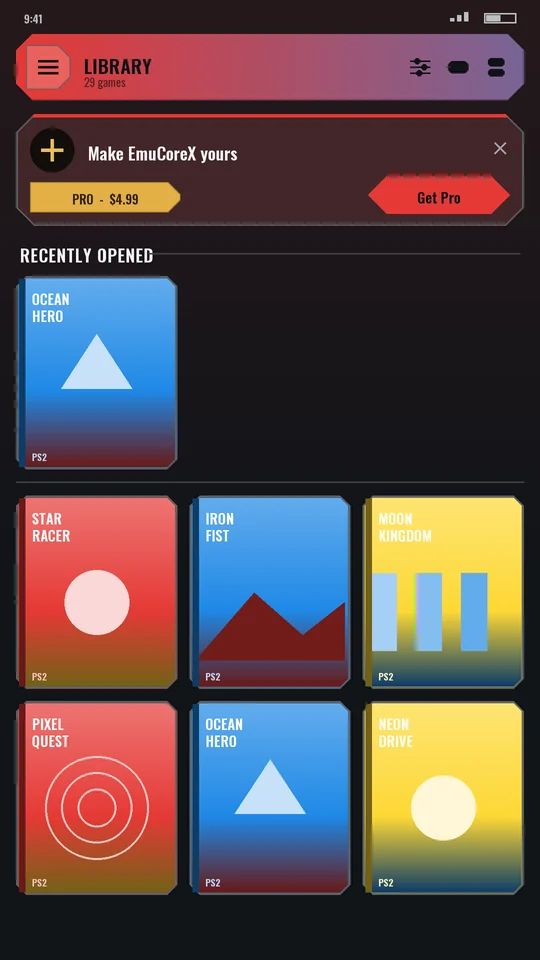 9:41
LIBRARY
29 games
Make EmuCoreX yours
PRO - $4.99
Get Pro
RECENTLY OPENED
OCEAN
HERO
PS2
STAR
RACER
PS2
IRON
FIST
PS2
MOON
KINGDOM
PS2
PIXEL
QUEST
PS2
OCEAN
HERO
PS2
NEON
DRIVE
PS2